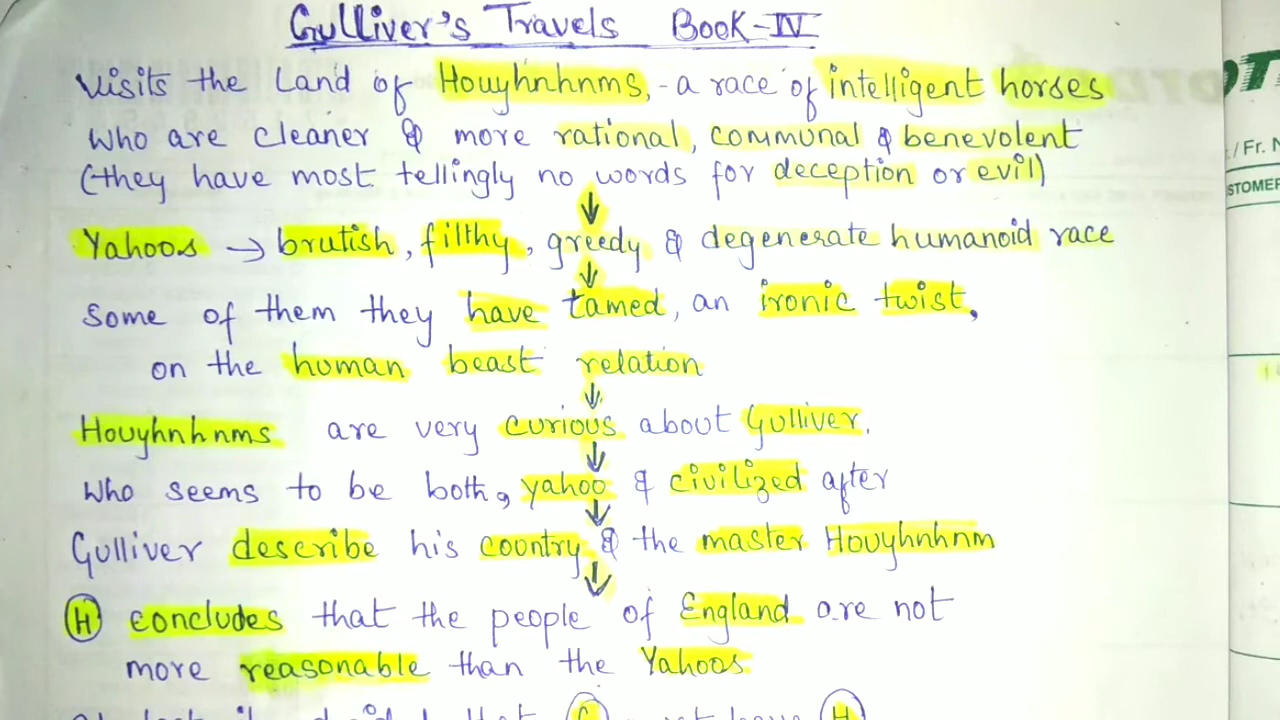 Gulliver's Travels Book-IV
Visits the Land of Houyhnhnms, - a race of intelligent horses
who are cleaner & more rational, communal & benevolent
(they have most tellingly no words for deception or evil)
Yahoos → brutish, filthy, greedy & degenerate humanoid race
Some of them they have tamed, an ironic twist,
on the human beast relation
Houyhnhnms are very curious about Gulliver.
who seems to be both, yahoo & civilized after
Gulliver describe his country & the master Houyhnhnm
H concludes that the people of England are not
more reasonable than the Yahoos
/ Fr. N
STOMER